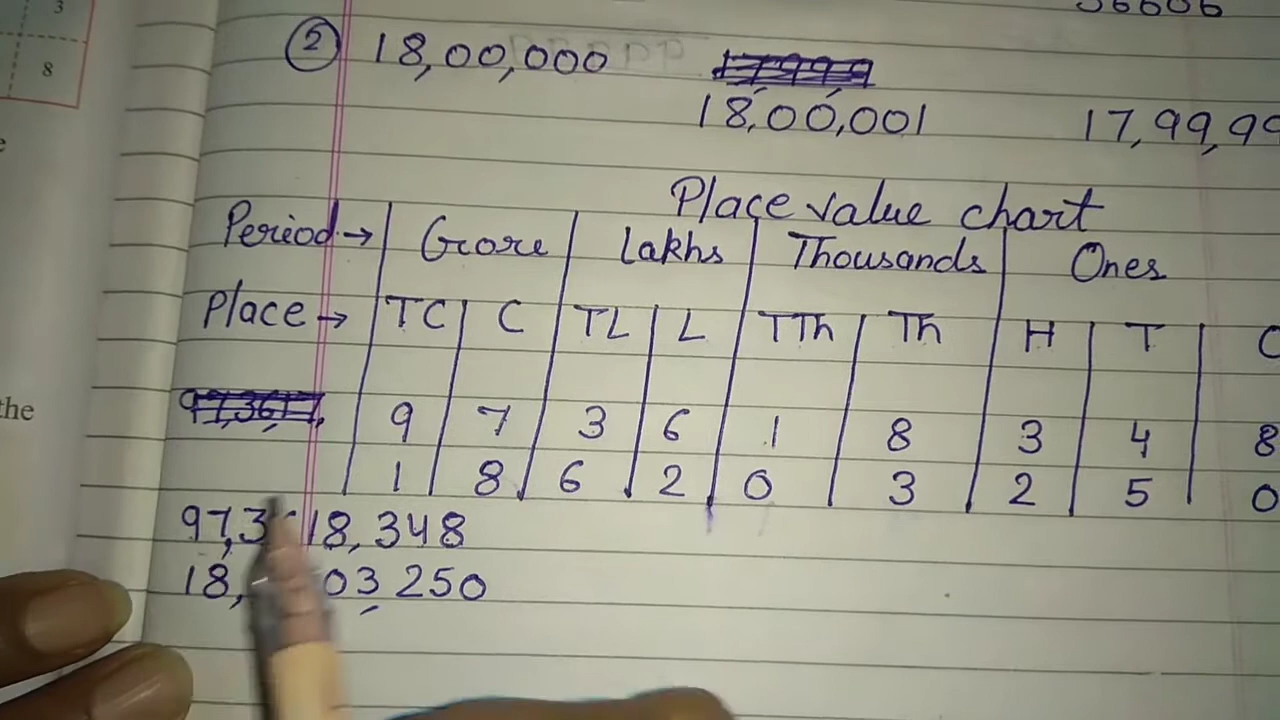 3
8
56606
② 18,00,000
18,00,001 17,99,99
Place value chart
Period → Crore Lakhs Thousands Ones
Place → TC C TL L TTh Th H T
9 7 3 6 1 8 3 4 8
1 8 6 2 0 3 2 5 0
97,3 18,348
18, 03,250
the